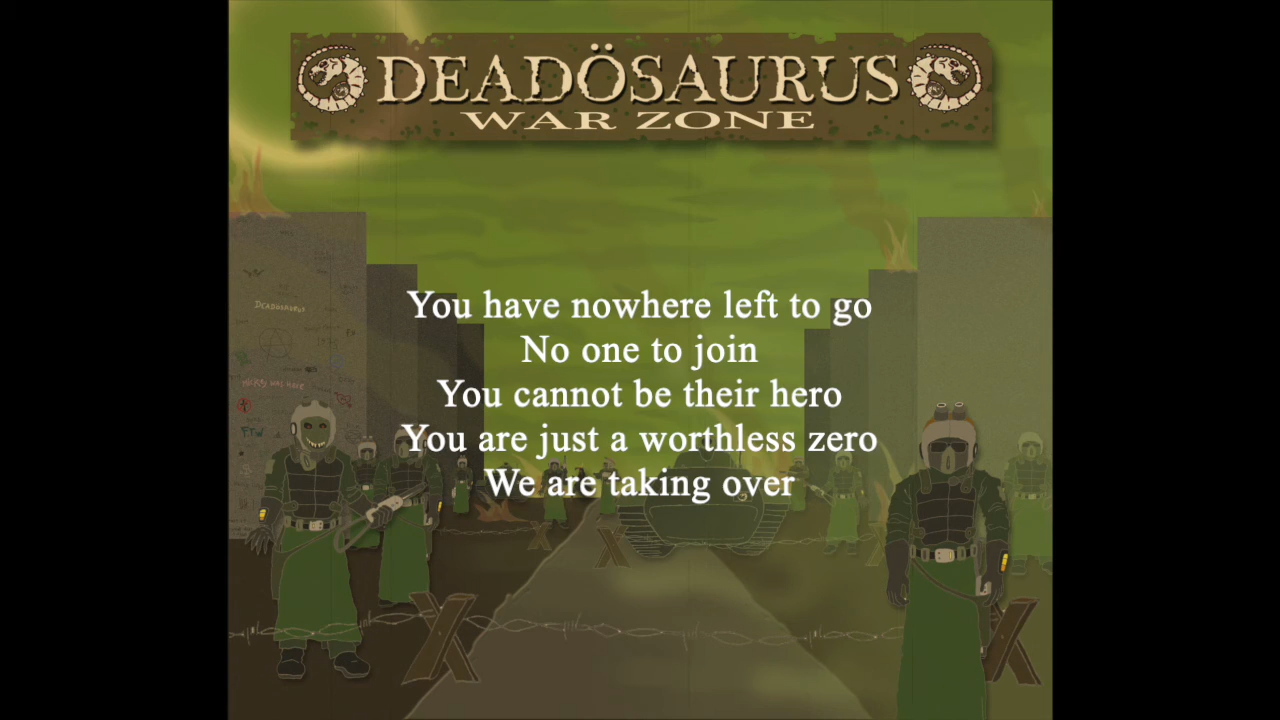 DEADÖSAURUS
WAR ZONE
DEADOSAURUS
You have nowhere left to go
No one to join
You cannot be their hero
You are just a worthless zero
We are taking over